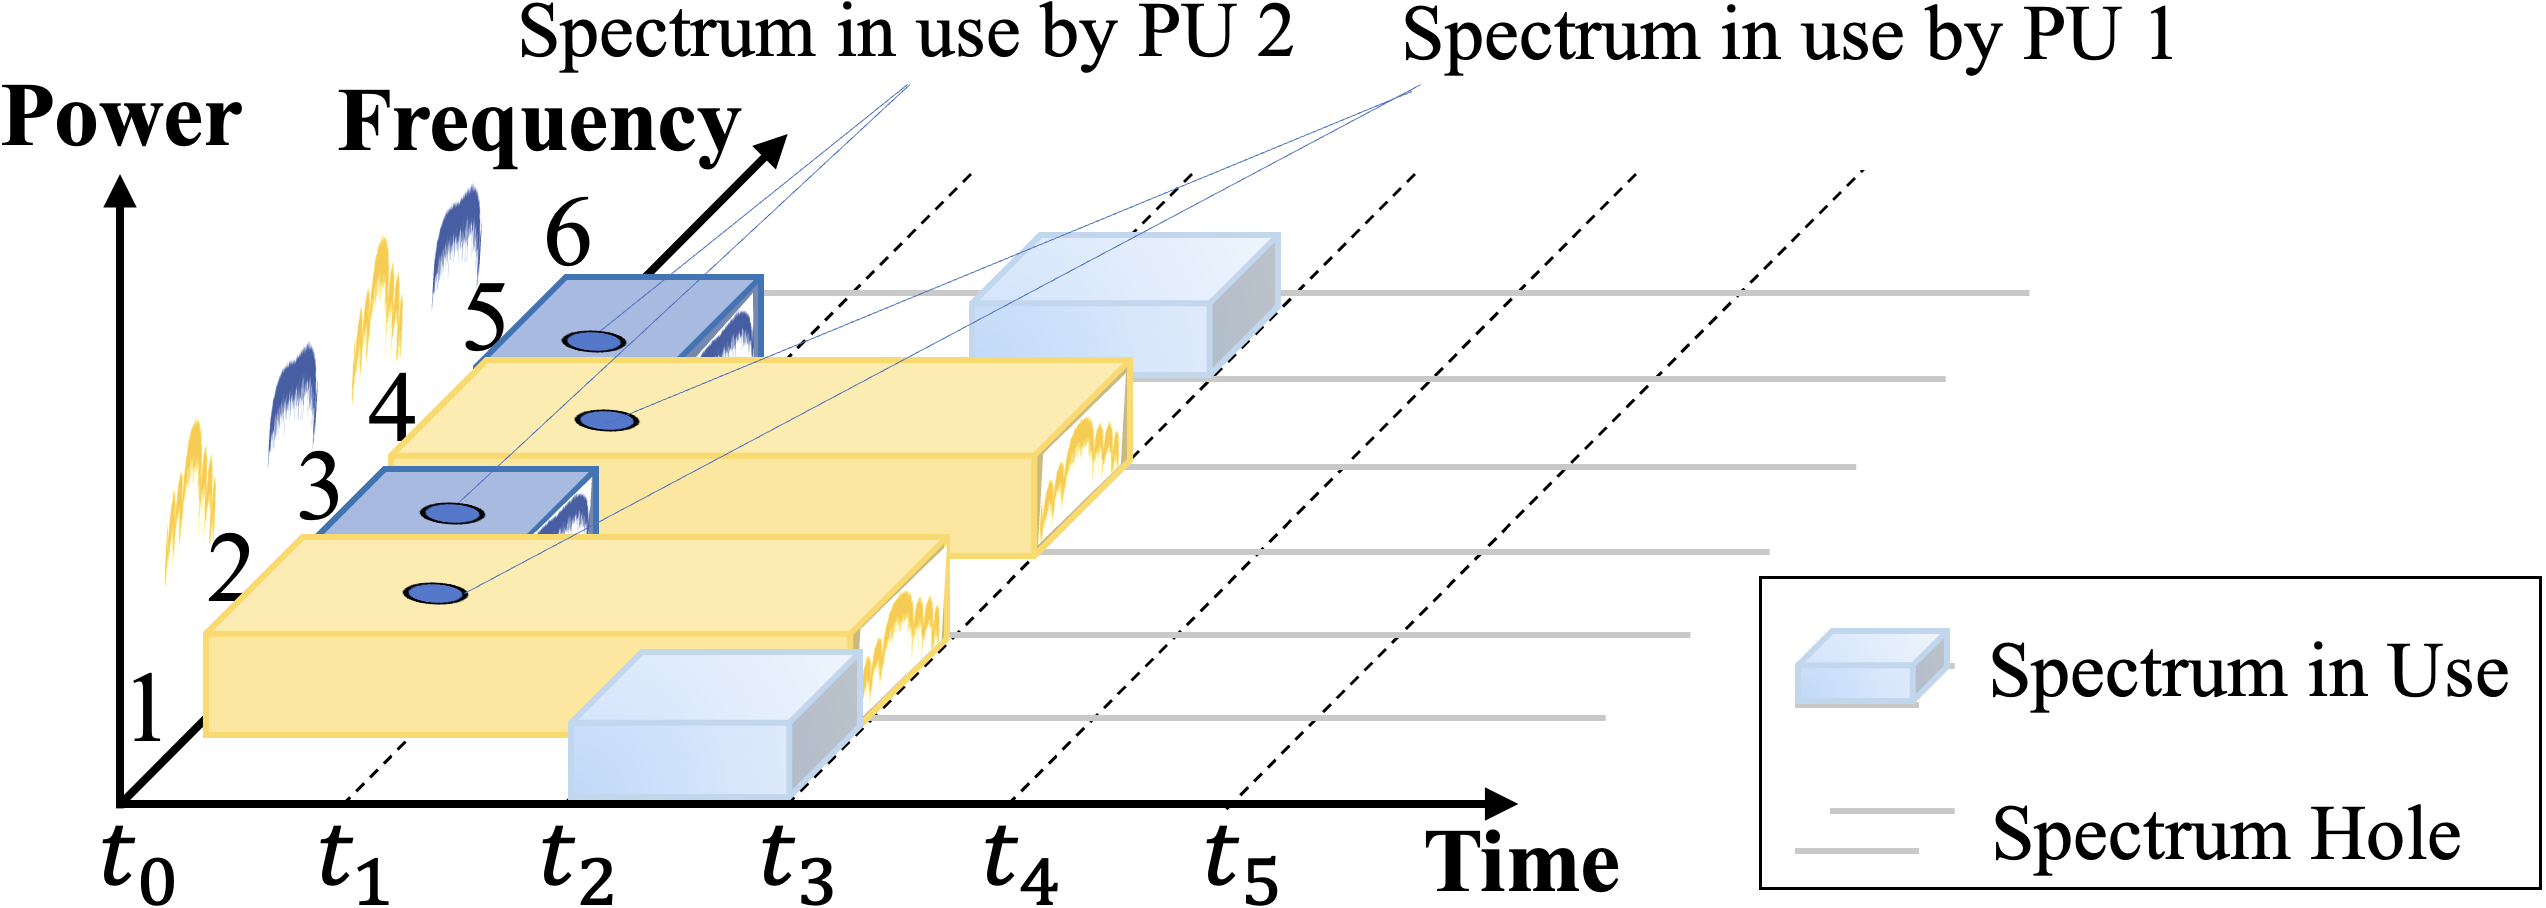 Spectrum in use by PU 2
Spectrum in use by PU 1
Power
Frequency
6
5
4
3
2
1
t0
t1
t2
t3
t4
t5
Time
Spectrum in Use
Spectrum Hole